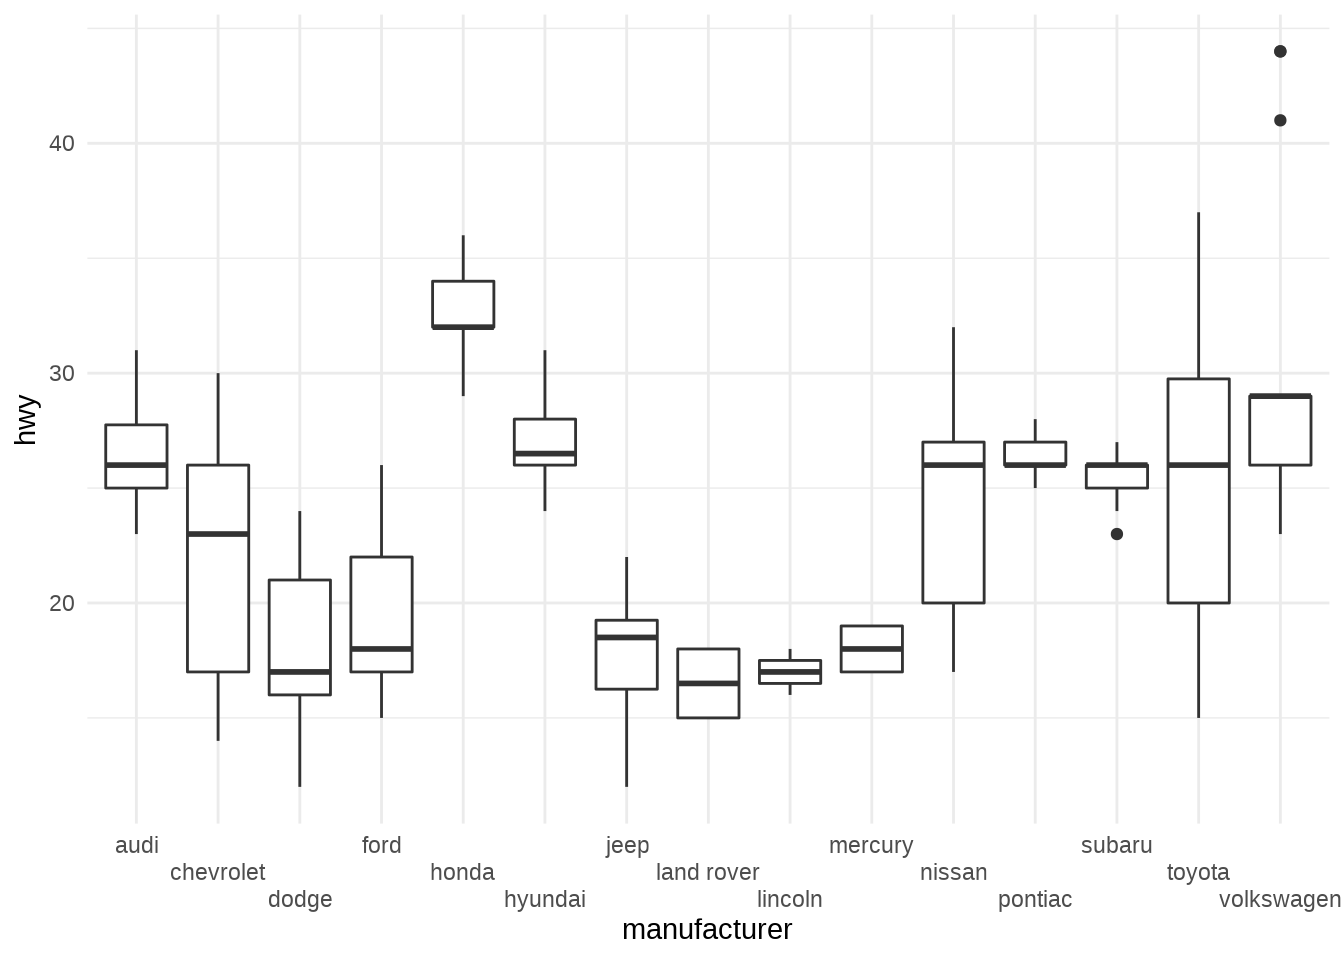 hwy
40
30
20
audi ford jeep mercury subaru
chevrolet honda land rover nissan toyota
dodge hyundai lincoln pontiac volkswagen
manufacturer